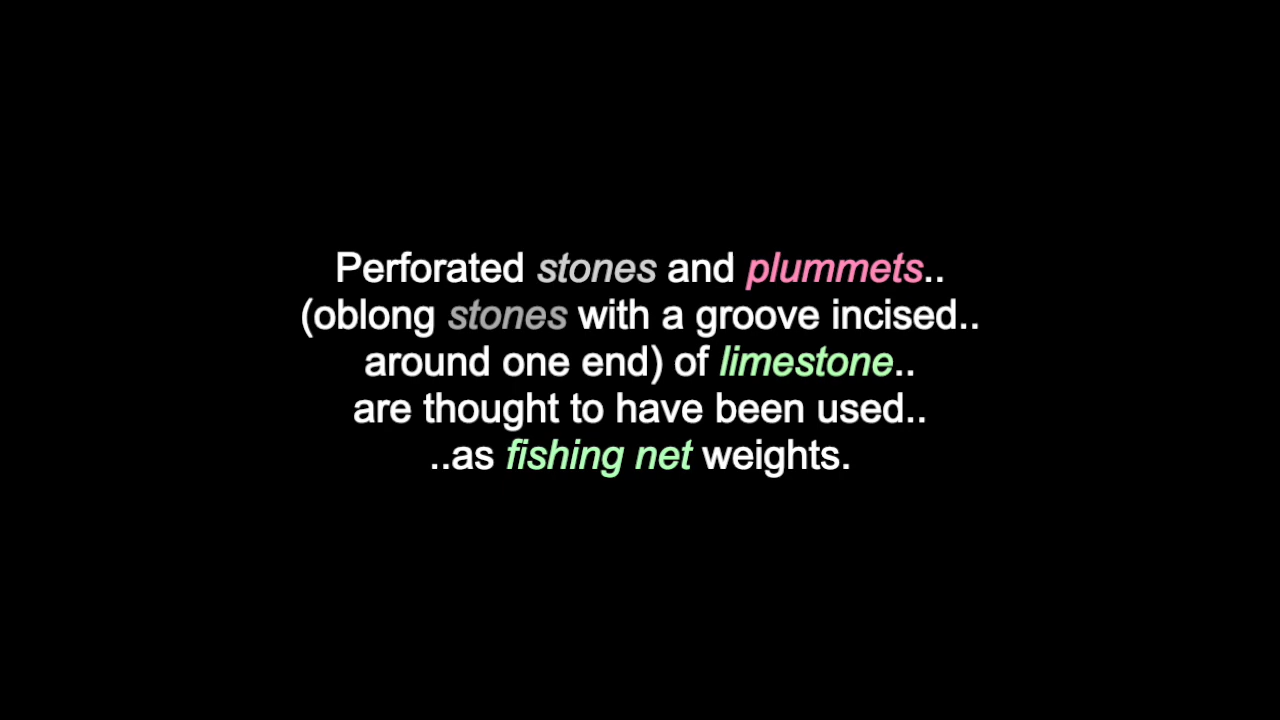 Perforated stones and plummets..
(oblong stones with a groove incised..
around one end) of limestone..
are thought to have been used..
..as fishing net weights.